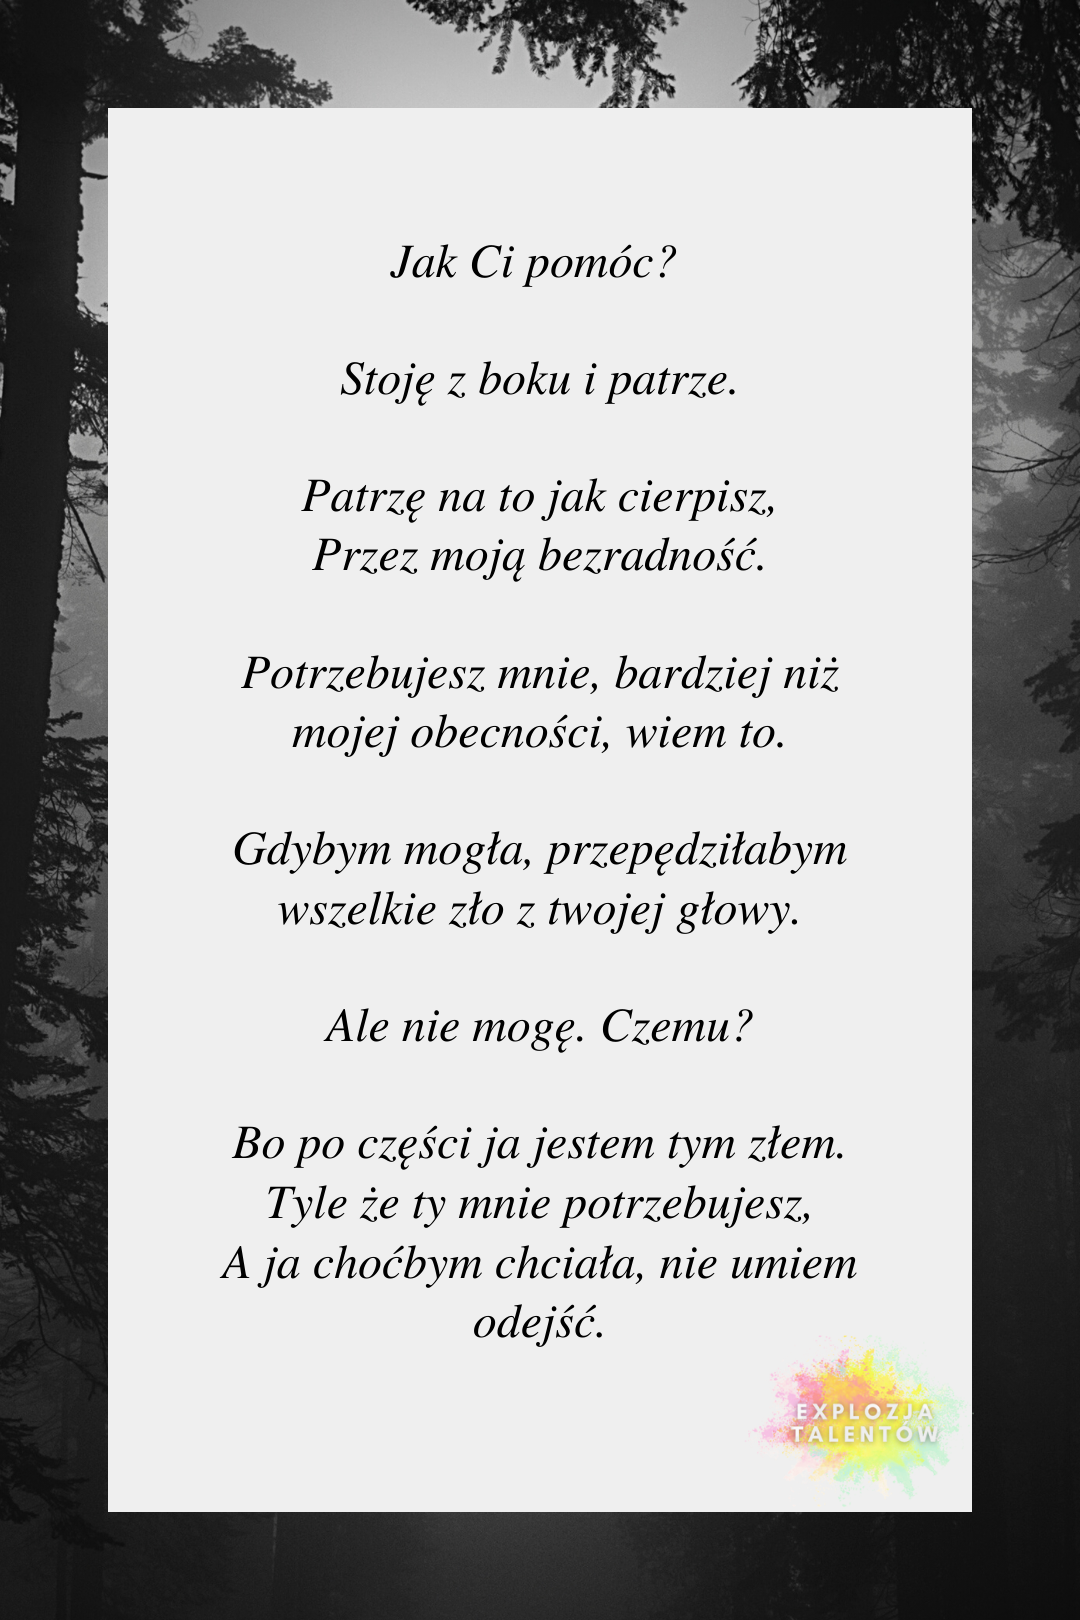 Jak Ci pomóc?
Stoję z boku i patrze.
Patrzę na to jak cierpisz,
Przez moją bezradność.
Potrzebujesz mnie, bardziej niż
mojej obecności, wiem to.
Gdybym mogła, przepędziłabym
wszelkie zło z twojej głowy.
Ale nie mogę. Czemu?
Bo po części ja jestem tym złem.
Tyle że ty mnie potrzebujesz,
A ja choćbym chciała, nie umiem
odejść.
EXPLOZJA
TALENTÓW